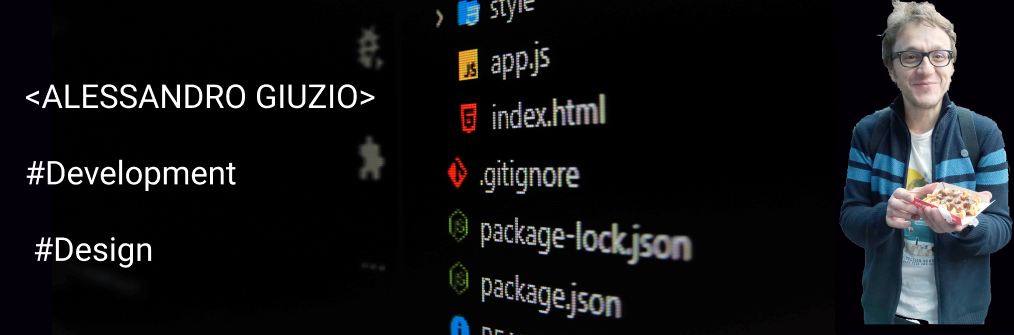 <ALESSANDRO GIUZIO>
#Development
#Design
style
app.js
index.html
.gitignore
package-lock.json
package.json